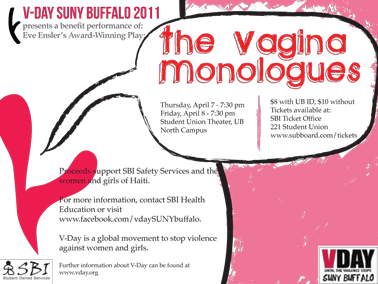 V-DAY SUNY BUFFALO 2011
presents a benefit performance of:
Eve Ensler's Award-Winning Play:
the vagina
monologues
Thursday, April 7 - 7:30 pm
Friday, April 8 - 7:30 pm
Student Union Theater, UB
North Campus
$8 with UB ID, $10 without
Tickets available at:
SBI Ticket Office
221 Student Union
www.subboard.com/tickets
Proceeds support SBI Safety Services and the
women and girls of Haiti.
For more information, contact SBI Health
Education or visit
www.facebook.com/vdaySUNYbuffalo.
V-Day is a global movement to stop violence
against women and girls.
Further information about V-Day can be found at
www.vday.org
SBI
Student Owned Services
VDAY
UNTIL THE VIOLENCE STOPS
SUNY BUFFALO